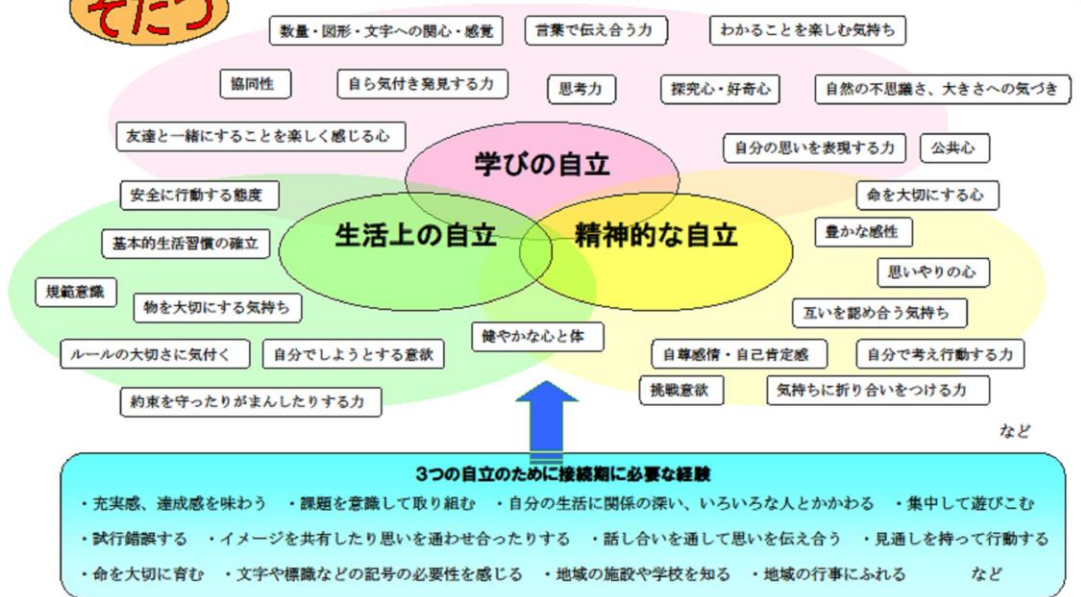 そだつ
数量・図形・文字への関心・感覚
言葉で伝え合う力
わかることを楽しむ気持ち
協同性
自ら気付き発見する力
思考力
探究心・好奇心
自然の不思議さ、大きさへの気づき
友達と一緒にすることを楽しく感じる心
自分の思いを表現する力
公共心
学びの自立
安全に行動する態度
命を大切にする心
生活上の自立
精神的な自立
基本的生活習慣の確立
豊かな感性
規範意識
思いやりの心
物を大切にする気持ち
互いを認め合う気持ち
健やかな心と体
ルールの大切さに気付く
自分でしようとする意欲
自尊感情・自己肯定感
自分で考え行動する力
挑戦意欲
気持ちに折り合いをつける力
約束を守ったりがまんしたりする力
など
3つの自立のために接続期に必要な経験
・充実感、達成感を味わう ・課題を意識して取り組む ・自分の生活に関係の深い、いろいろな人とかかわる ・集中して遊びこむ
・試行錯誤する ・イメージを共有したり思いを通わせ合ったりする ・話し合いを通して思いを伝え合う ・見通しを持って行動する
・命を大切に育む ・文字や標識などの記号の必要性を感じる ・地域の施設や学校を知る ・地域の行事にふれる など